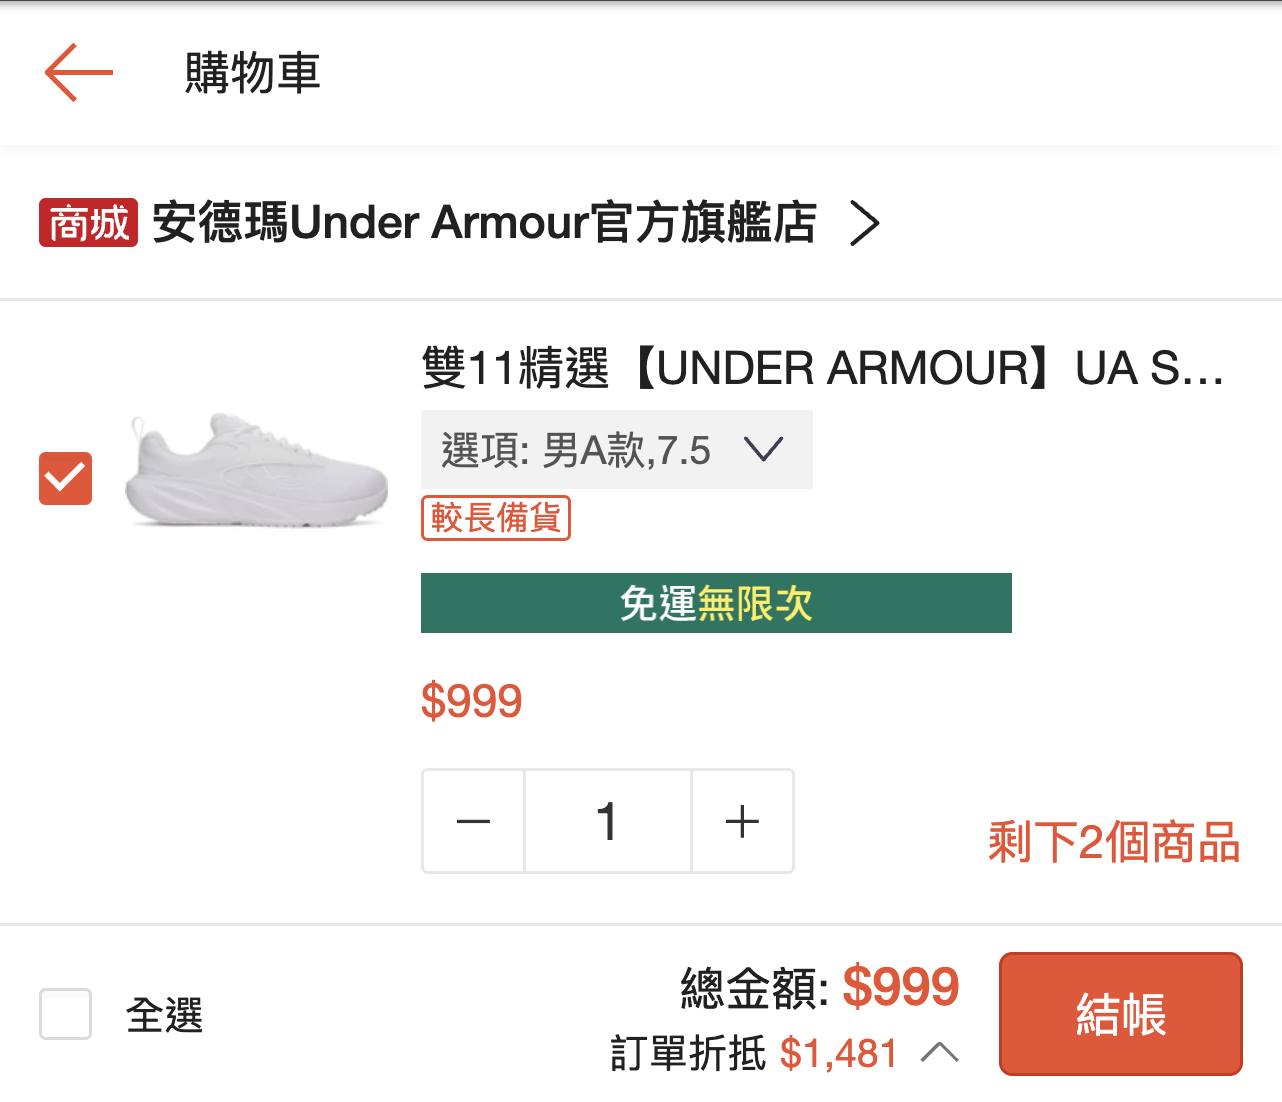 購物車
商城 安德瑪Under Armour官方旗艦店
雙11精選【UNDER ARMOUR】UA S...
選項: 男A款,7.5
較長備貨
免運無限次
$999
1
剩下2個商品
全選
總金額: $999
訂單折抵 $1,481
結帳